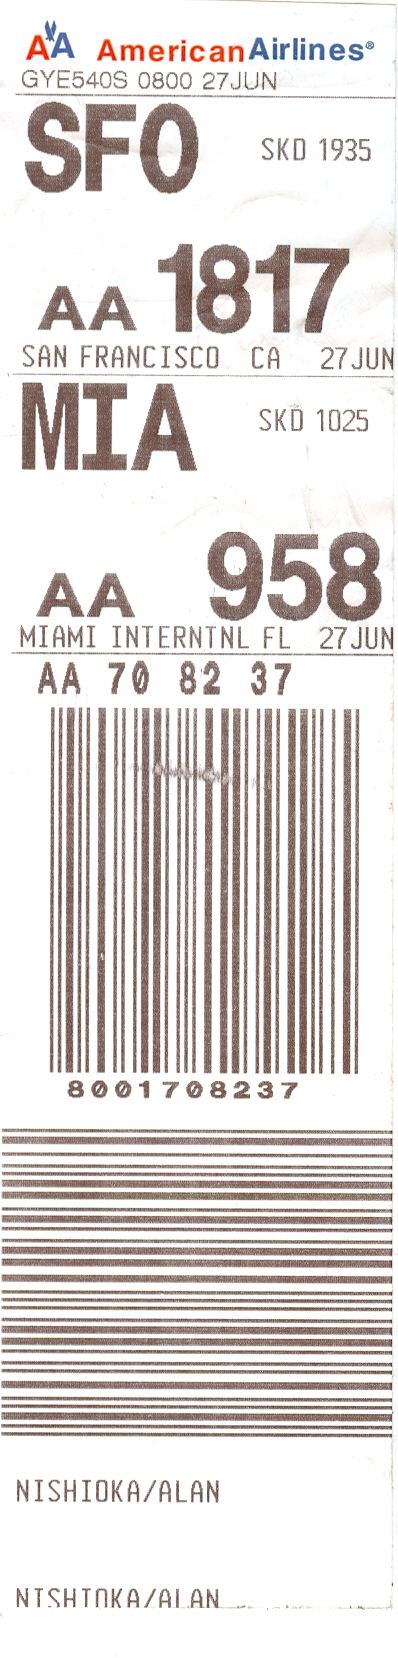 AA American Airlines®
GYE540S 0800 27JUN
SFO SKD 1935
AA 1817
SAN FRANCISCO CA 27JUN
MIA SKD 1025
AA 958
MIAMI INTERNTNL FL 27JUN
AA 70 82 37
8001708237
NISHIOKA/ALAN
NISHIOKA/ALAN